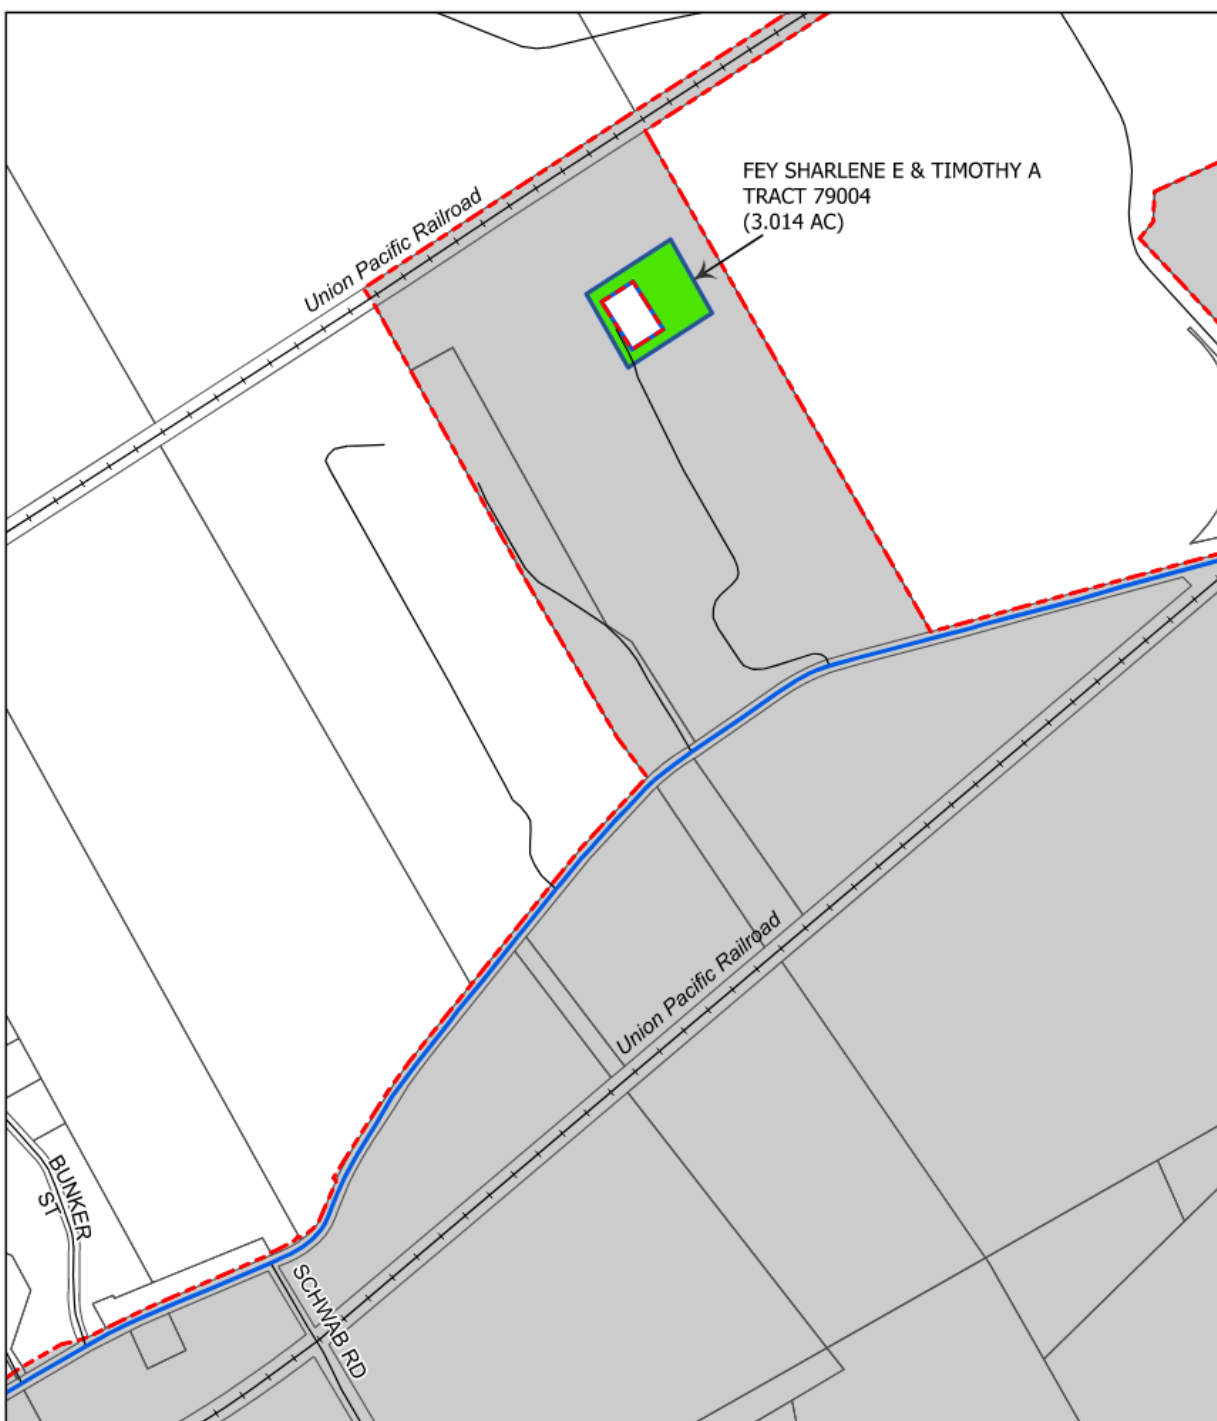 FEY SHARLENE E & TIMOTHY A
TRACT 79004
(3.014 AC)
Union Pacific Railroad
Union Pacific Railroad
BUNKER
ST
SCHWAB RD